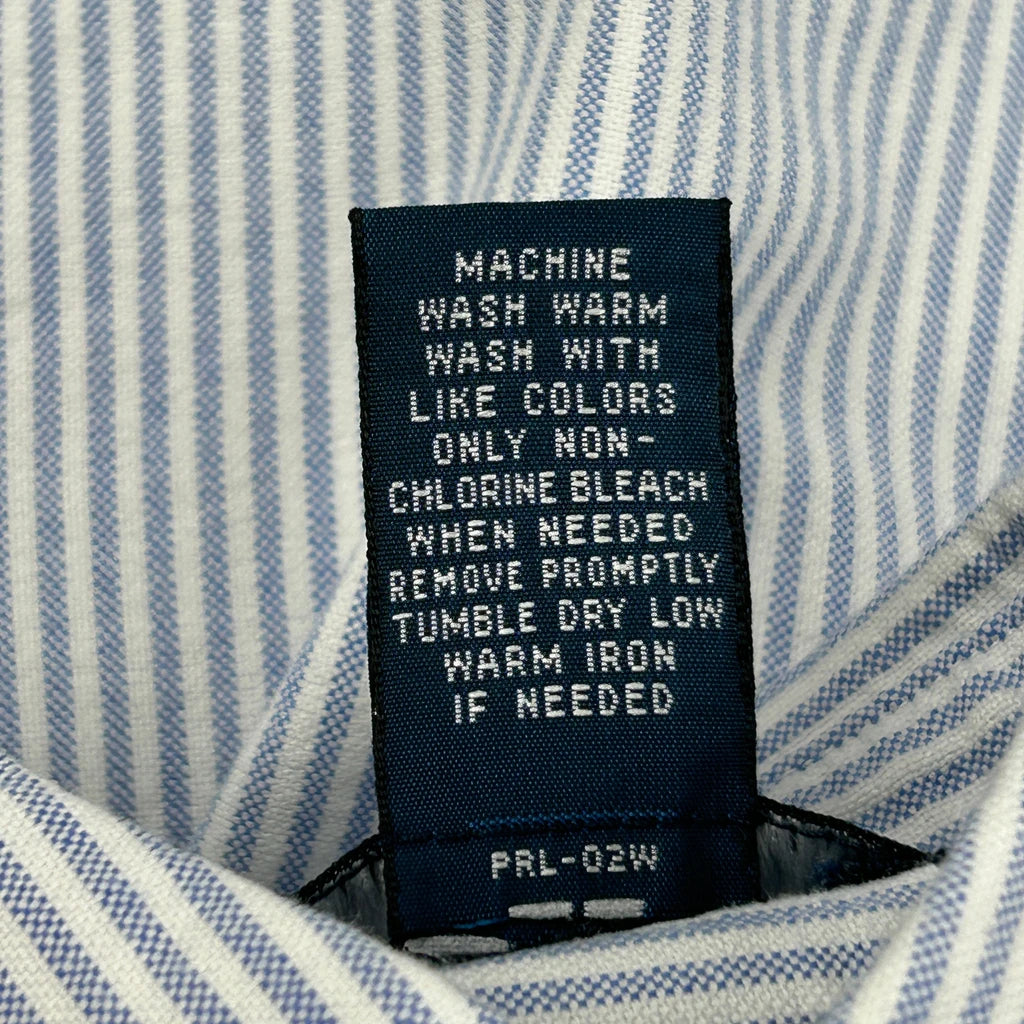 MACHINE
WASH WARM
WASH WITH
LIKE COLORS
ONLY NON-
CHLORINE BLEACH
WHEN NEEDED
REMOVE PROMPTLY
TUMBLE DRY LOW
WARM IRON
IF NEEDED
PRL-02W